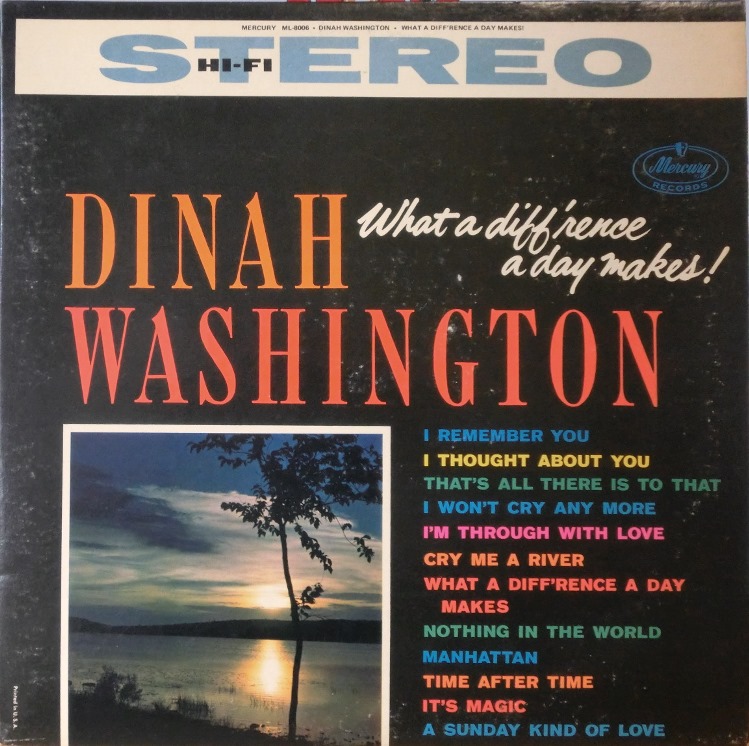 MERCURY ML-8006 • DINAH WASHINGTON • WHAT A DIFF'RENCE A DAY MAKES!
STEREO
HI-FI
Mercury
RECORDS
DINAH
What a diff'rence
a day makes!
WASHINGTON
I REMEMBER YOU
I THOUGHT ABOUT YOU
THAT'S ALL THERE IS TO THAT
I WON'T CRY ANY MORE
I'M THROUGH WITH LOVE
CRY ME A RIVER
WHAT A DIFF'RENCE A DAY
MAKES
NOTHING IN THE WORLD
MANHATTAN
TIME AFTER TIME
IT'S MAGIC
A SUNDAY KIND OF LOVE
Printed in U.S.A.